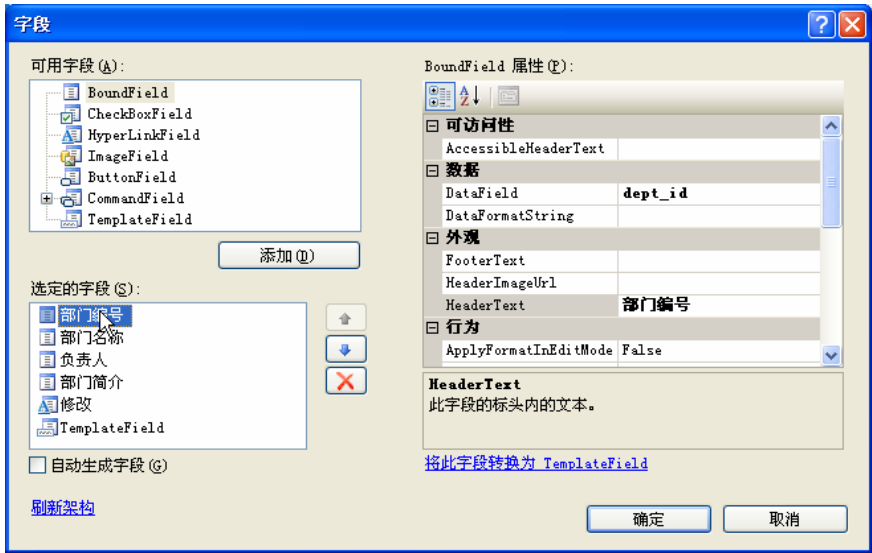 字段
可用字段(A):
BoundField
CheckBoxField
HyperLinkField
ImageField
ButtonField
CommandField
TemplateField
添加(D)
选定的字段(S):
部门编号
部门名称
负责人
部门简介
修改
TemplateField
自动生成字段(G)
刷新架构
BoundField 属性(P):
可访问性
AccessibleHeaderText
数据
DataField dept_id
DataFormatString
外观
FooterText
HeaderImageUrl
HeaderText 部门编号
行为
ApplyFormatInEditMode False
HeaderText
此字段的标头内的文本。
将此字段转换为 TemplateField
确定
取消